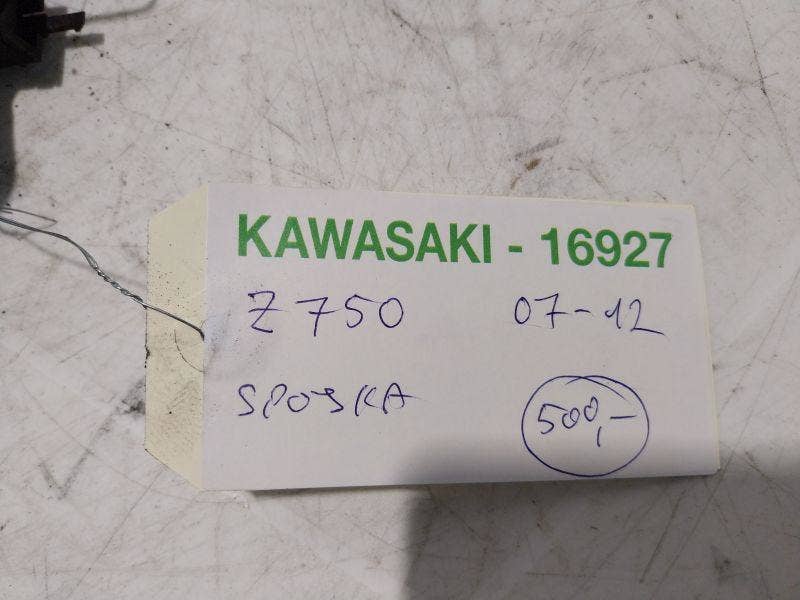 KAWASAKI - 16927
Z750 07-12
SPOJKA
500,-